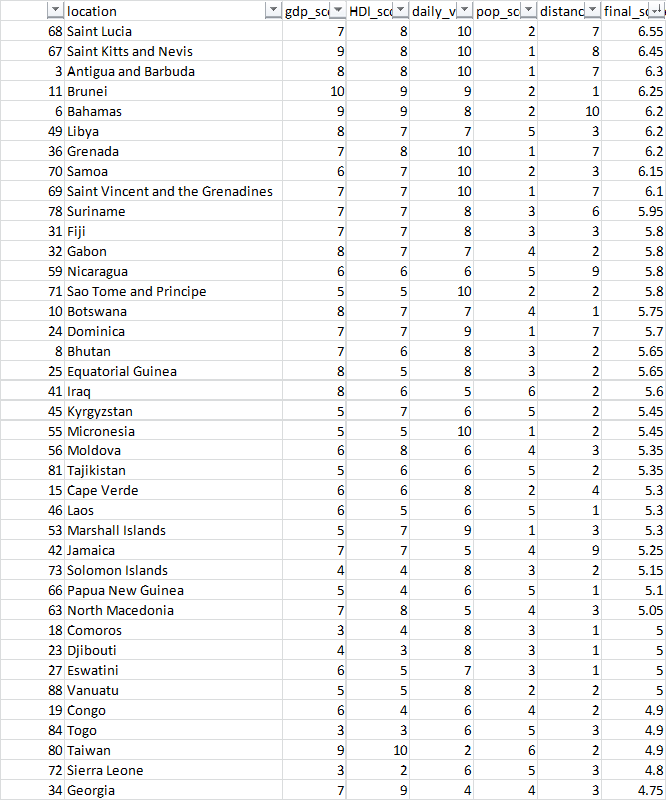 location gdp_sc HDI_sc daily_v pop_sc distanc final_s
68 Saint Lucia 7 8 10 2 7 6.55
67 Saint Kitts and Nevis 9 8 10 1 8 6.45
3 Antigua and Barbuda 8 8 10 1 7 6.3
11 Brunei 10 9 9 2 1 6.25
6 Bahamas 9 9 8 2 10 6.2
49 Libya 8 7 7 5 3 6.2
36 Grenada 7 8 10 1 7 6.2
70 Samoa 6 7 10 2 3 6.15
69 Saint Vincent and the Grenadines 7 7 10 1 7 6.1
78 Suriname 7 7 8 3 6 5.95
31 Fiji 7 7 8 3 3 5.8
32 Gabon 8 7 7 4 2 5.8
59 Nicaragua 6 6 6 5 9 5.8
71 Sao Tome and Principe 5 5 10 2 2 5.8
10 Botswana 8 7 7 4 1 5.75
24 Dominica 7 7 9 1 7 5.7
8 Bhutan 7 6 8 3 2 5.65
25 Equatorial Guinea 8 5 8 3 2 5.65
41 Iraq 8 6 5 6 2 5.6
45 Kyrgyzstan 5 7 6 5 2 5.45
55 Micronesia 5 5 10 1 2 5.45
56 Moldova 6 8 6 4 3 5.35
81 Tajikistan 5 6 6 5 2 5.35
15 Cape Verde 6 6 8 2 4 5.3
46 Laos 6 5 6 5 1 5.3
53 Marshall Islands 5 7 9 1 3 5.3
42 Jamaica 7 7 5 4 9 5.25
73 Solomon Islands 4 4 8 3 2 5.15
66 Papua New Guinea 5 4 6 5 1 5.1
63 North Macedonia 7 8 5 4 3 5.05
18 Comoros 3 4 8 3 1 5
23 Djibouti 4 3 8 3 1 5
27 Eswatini 6 5 7 3 1 5
88 Vanuatu 5 5 8 2 2 5
19 Congo 6 4 6 4 2 4.9
84 Togo 3 3 6 5 3 4.9
80 Taiwan 9 10 2 6 2 4.9
72 Sierra Leone 3 2 6 5 3 4.8
34 Georgia 7 9 4 4 3 4.75